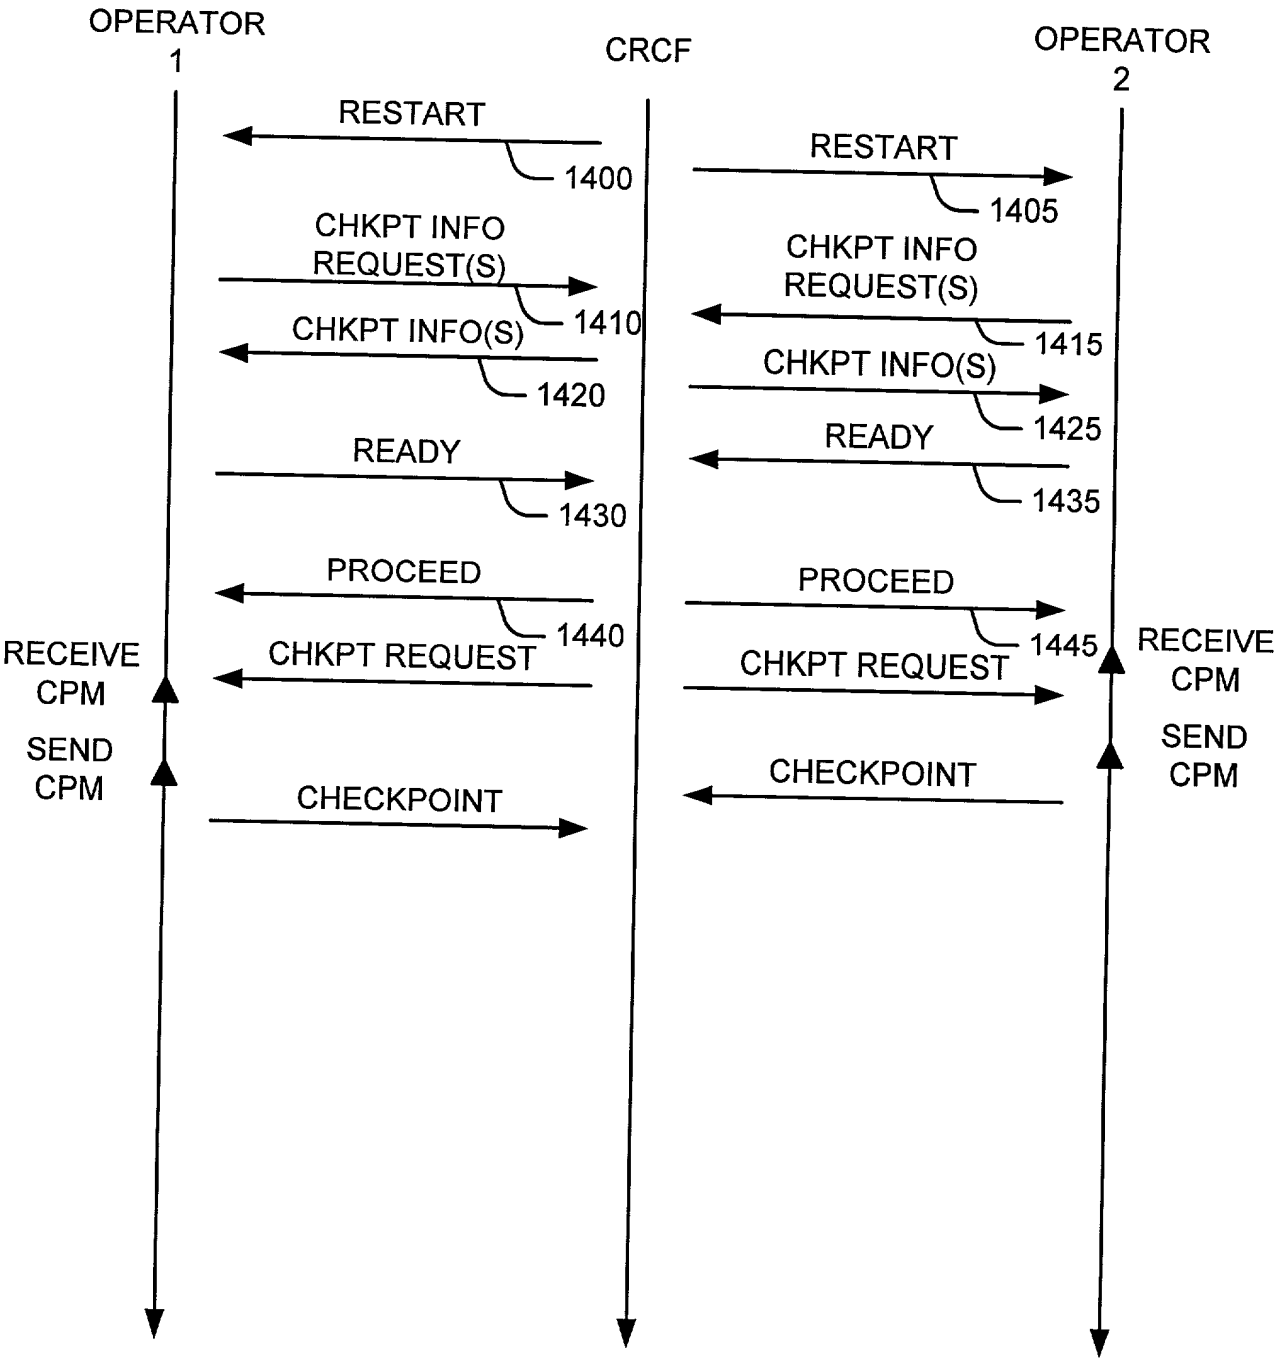 OPERATOR
1
CRCF
OPERATOR
2
RESTART
1400
RESTART
1405
CHKPT INFO
REQUEST(S)
1410
CHKPT INFO
REQUEST(S)
1415
CHKPT INFO(S)
1420
CHKPT INFO(S)
1425
READY
1430
READY
1435
PROCEED
1440
PROCEED
1445
RECEIVE
CPM
CHKPT REQUEST
CHKPT REQUEST
RECEIVE
CPM
SEND
CPM
CHECKPOINT
CHECKPOINT
SEND
CPM